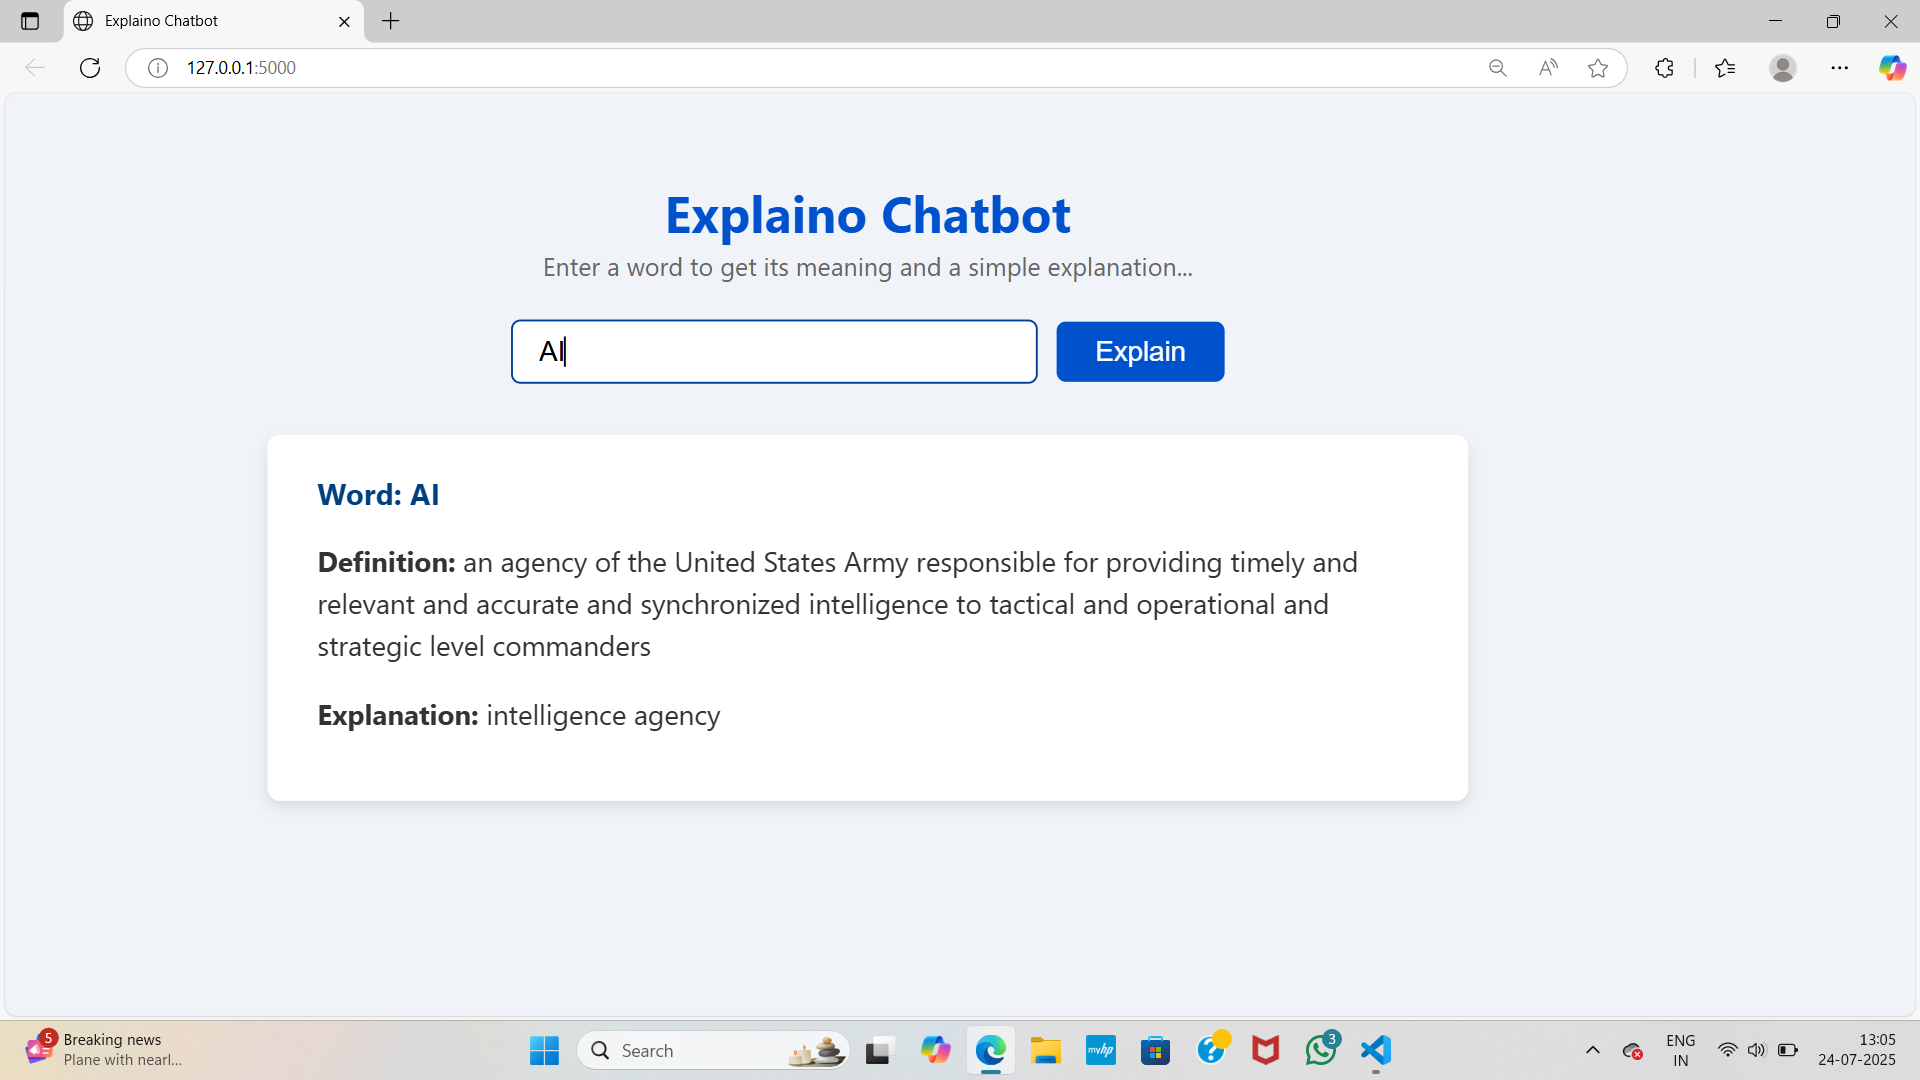 Explaino Chatbot
127.0.0.1:5000
Explaino Chatbot
Enter a word to get its meaning and a simple explanation...
AI
Explain
Word: AI
Definition: an agency of the United States Army responsible for providing timely and
relevant and accurate and synchronized intelligence to tactical and operational and
strategic level commanders
Explanation: intelligence agency
5
Breaking news
Plane with nearl...
Search
myhp
?
3
ENG
IN
13:05
24-07-2025